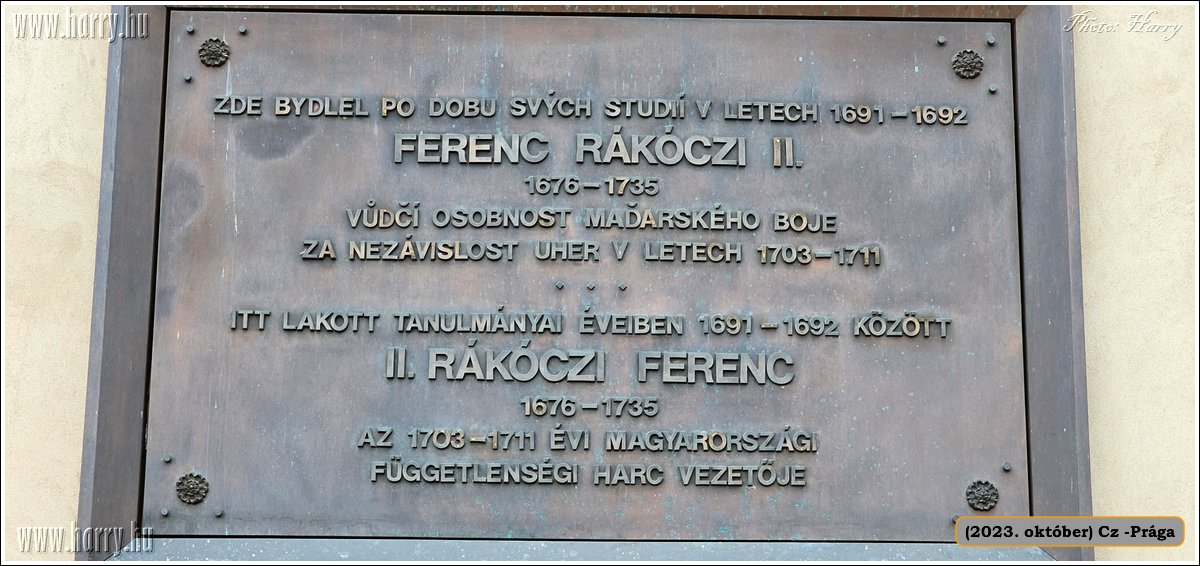 www.harry.hu
Photo: Harry
ZDE BYDLEL PO DOBU SVÝCH STUDIÍ V LETECH 1691–1692
FERENC RÁKÓCZI II.
1676–1735
VŮDČÍ OSOBNOST MAĎARSKÉHO BOJE
ZA NEZÁVISLOST UHER V LETECH 1703–1711
ITT LAKOTT TANULMÁNYAI ÉVEIBEN 1691–1692 KÖZÖTT
II. RÁKÓCZI FERENC
1676–1735
AZ 1703–1711 ÉVI MAGYARORSZÁGI
FÜGGETLENSÉGI HARC VEZETŐJE
www.harry.hu
(2023. október) Cz -Prága